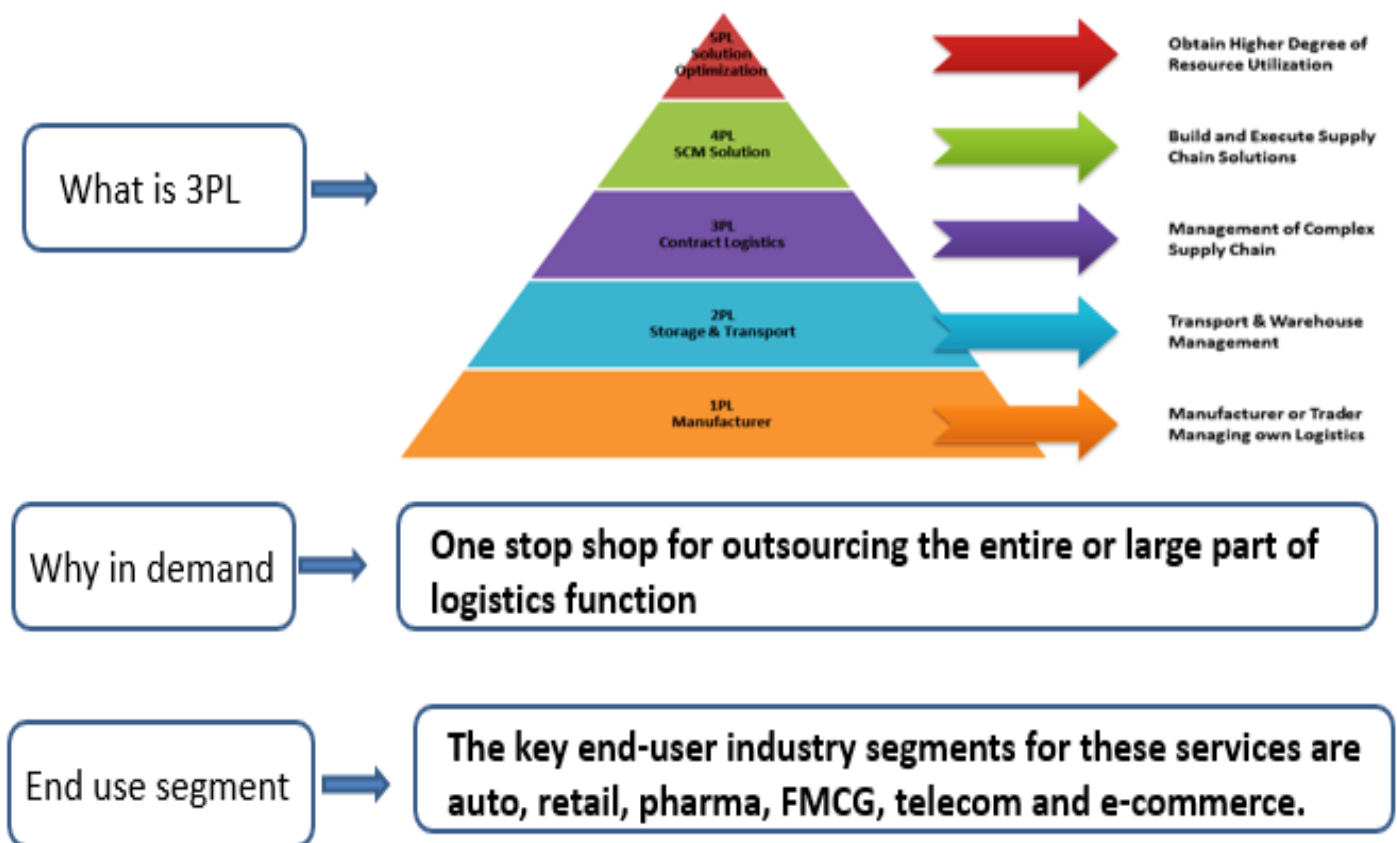 What is 3PL
5PL
Solution
Optimization
Obtain Higher Degree of
Resource Utilization
4PL
SCM Solution
Build and Execute Supply
Chain Solutions
3PL
Contract Logistics
Management of Complex
Supply Chain
2PL
Storage & Transport
Transport & Warehouse
Management
1PL
Manufacturer
Manufacturer or Trader
Managing own Logistics
Why in demand
One stop shop for outsourcing the entire or large part of
logistics function
End use segment
The key end-user industry segments for these services are
auto, retail, pharma, FMCG, telecom and e-commerce.